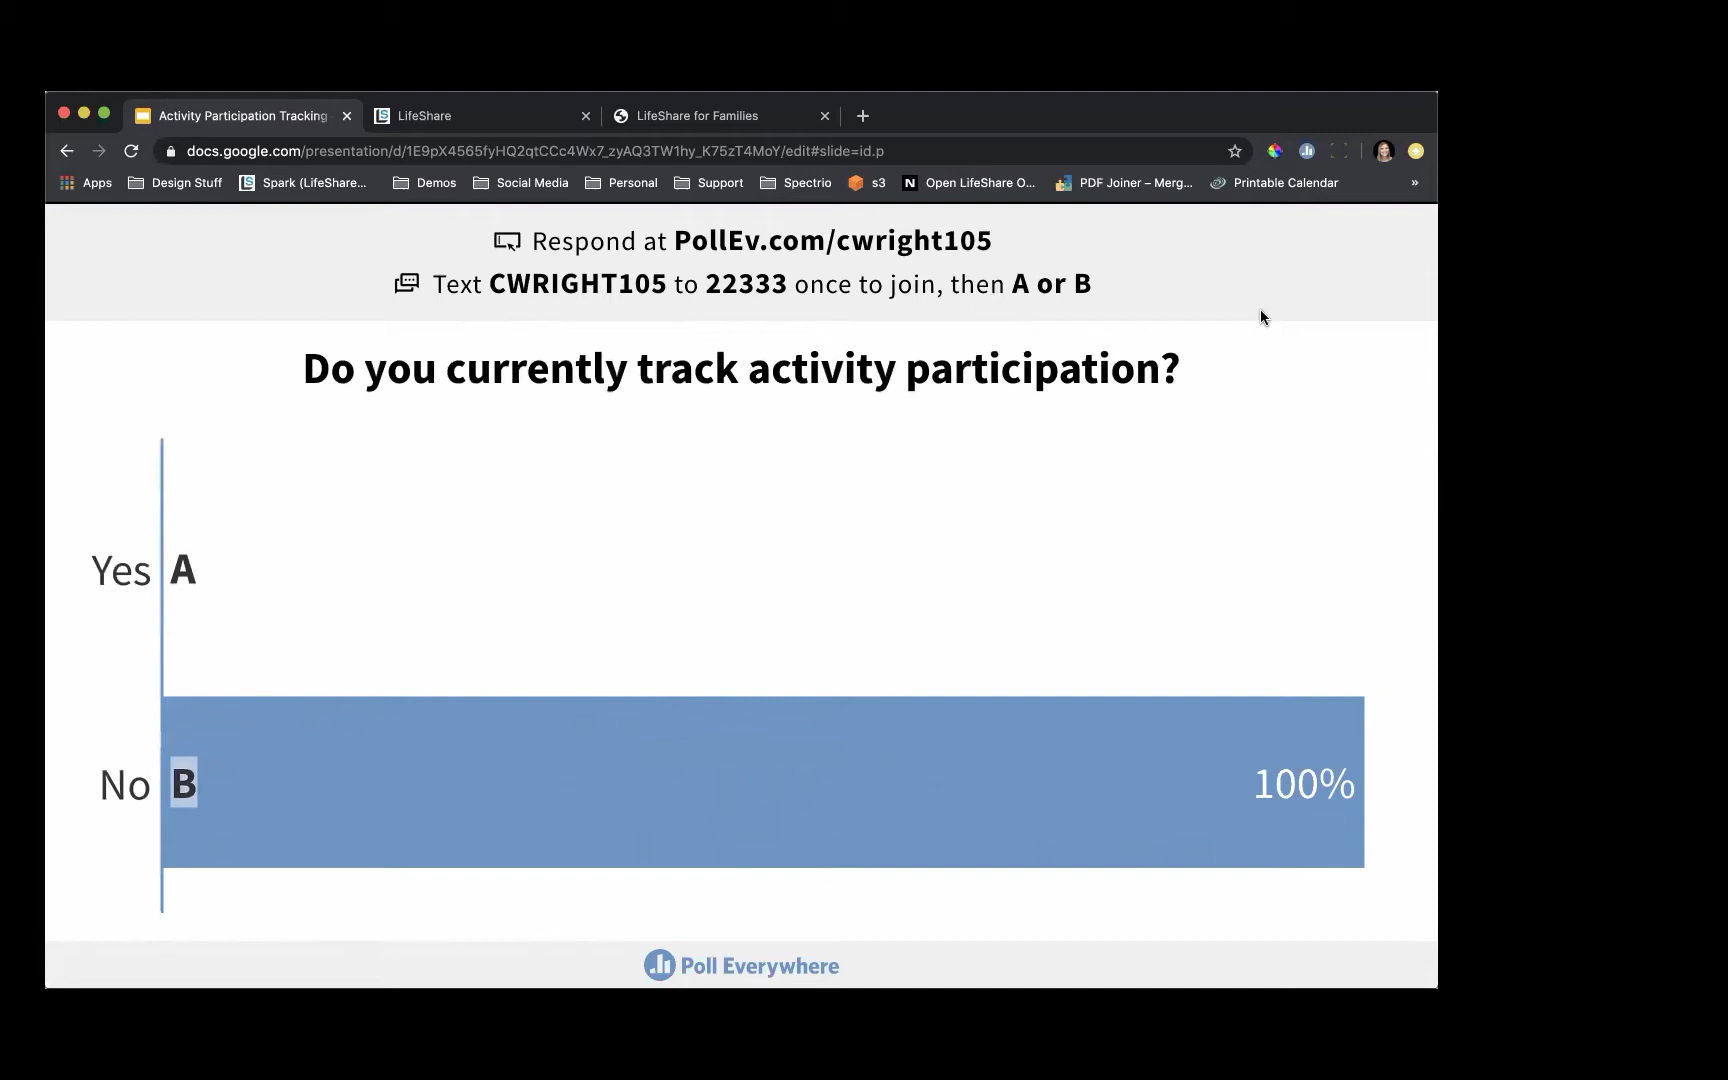 Activity Participation Tracking
LifeShare
LifeShare for Families
docs.google.com/presentation/d/1E9pX4565fyHQ2qtCCc4Wx7_zyAQ3TW1hy_K75zT4MoY/edit#slide=id.p
Apps
Design Stuff
Spark (LifeShare...
Demos
Social Media
Personal
Support
Spectrio
s3
Open LifeShare O...
PDF Joiner – Merg...
Printable Calendar
»
Respond at PollEv.com/cwright105
Text CWRIGHT105 to 22333 once to join, then A or B
Do you currently track activity participation?
Yes A
No B 100%
Poll Everywhere